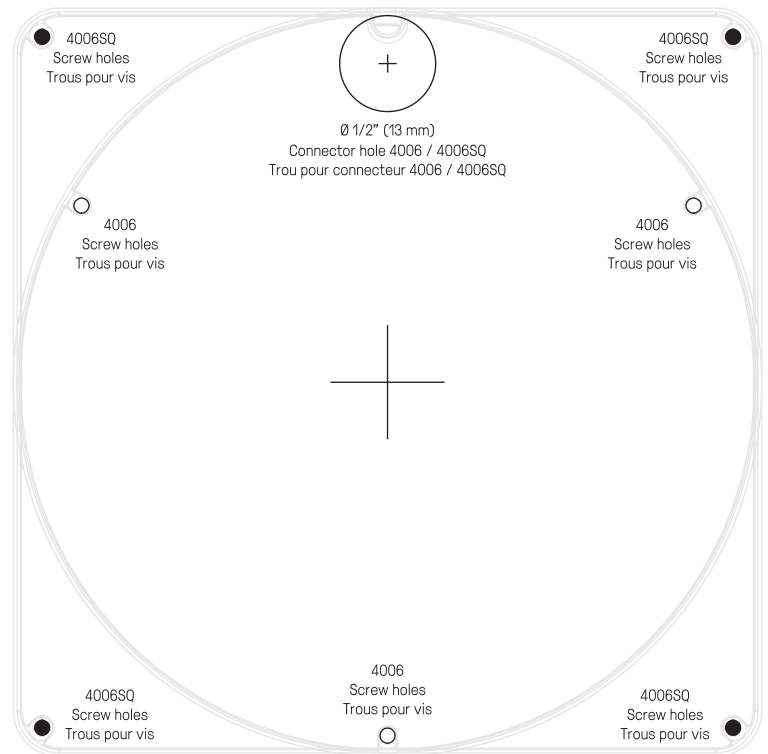 4006SQ
Screw holes
Trous pour vis
4006SQ
Screw holes
Trous pour vis
Ø 1/2” (13 mm)
Connector hole 4006 / 4006SQ
Trou pour connecteur 4006 / 4006SQ
4006
Screw holes
Trous pour vis
4006
Screw holes
Trous pour vis
4006
Screw holes
Trous pour vis
4006SQ
Screw holes
Trous pour vis
4006SQ
Screw holes
Trous pour vis